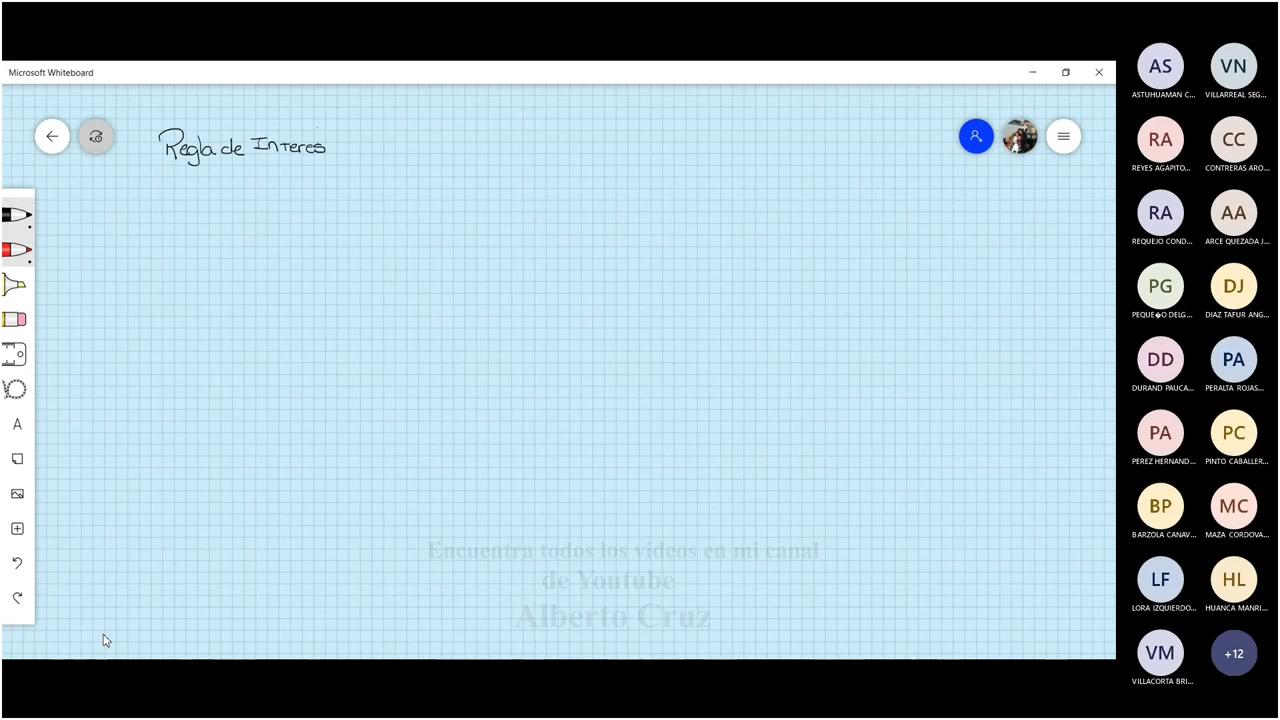 Microsoft Whiteboard
Regla de Interes
A
Encuentra todos los videos en mi canal
de Youtube
Alberto Cruz
AS
VN
ASTUHUAMAN C...
VILLARREAL SEG...
RA
CC
REYES AGAPITO...
CONTRERAS ARO...
RA
AA
REQUEJO COND...
ARCE QUEZADA J...
PG
DJ
PEQUE�O DELG...
DIAZ TAFUR ANG...
DD
PA
DURAND PAUCA...
PERALTA ROJAS...
PA
PC
PEREZ HERNAND...
PINTO CABALLER...
BP
MC
BARZOLA CANAV...
MAZA CORDOVA...
LF
HL
LORA IZQUIERDO...
HUANCA MANRI...
VM
+12
VILLACORTA BRI...